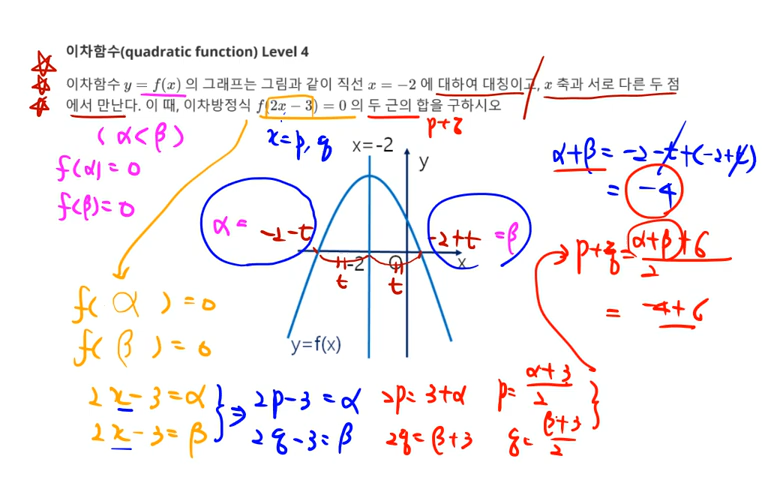 이차함수(quadratic function) Level 4
이차함수 y = f(x) 의 그래프는 그림과 같이 직선 x = −2 에 대하여 대칭이고, x 축과 서로 다른 두 점
에서 만난다. 이 때, 이차방정식 f(2x − 3) = 0 의 두 근의 합을 구하시오
p+q
(α<β)
x=p, q
f(α)=0
f(β)=0
x=-2
y
α+β = -2-t+(-2+t)
= -4
α = -2-t
-2+t = β
-2
O
x
t
t
p+q = α+β+6
2
= -4+6
f( α ) = 0
f( β ) = 0
y=f(x)
2x-3=α
2x-3=β
⇒ 2p-3=α
2q-3=β
2p=3+α
2q=β+3
p= α+3
2
q= β+3
2